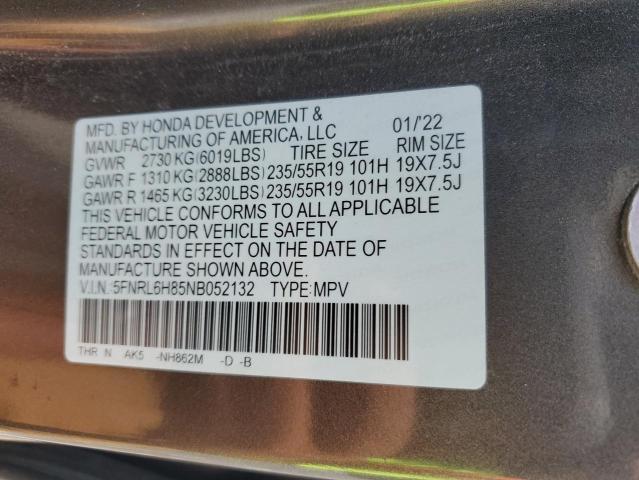 MFD. BY HONDA DEVELOPMENT &
MANUFACTURING OF AMERICA, LLC 01/'22
GVWR 2730 KG (6019LBS) TIRE SIZE RIM SIZE
GAWR F 1310 KG (2888LBS) 235/55R19 101H 19X7.5J
GAWR R 1465 KG (3230LBS) 235/55R19 101H 19X7.5J
THIS VEHICLE CONFORMS TO ALL APPLICABLE
FEDERAL MOTOR VEHICLE SAFETY
STANDARDS IN EFFECT ON THE DATE OF
MANUFACTURE SHOWN ABOVE.
V.I.N.: 5FNRL6H85NB052132 TYPE:MPV
THR N AK5 -NH862M -D -B